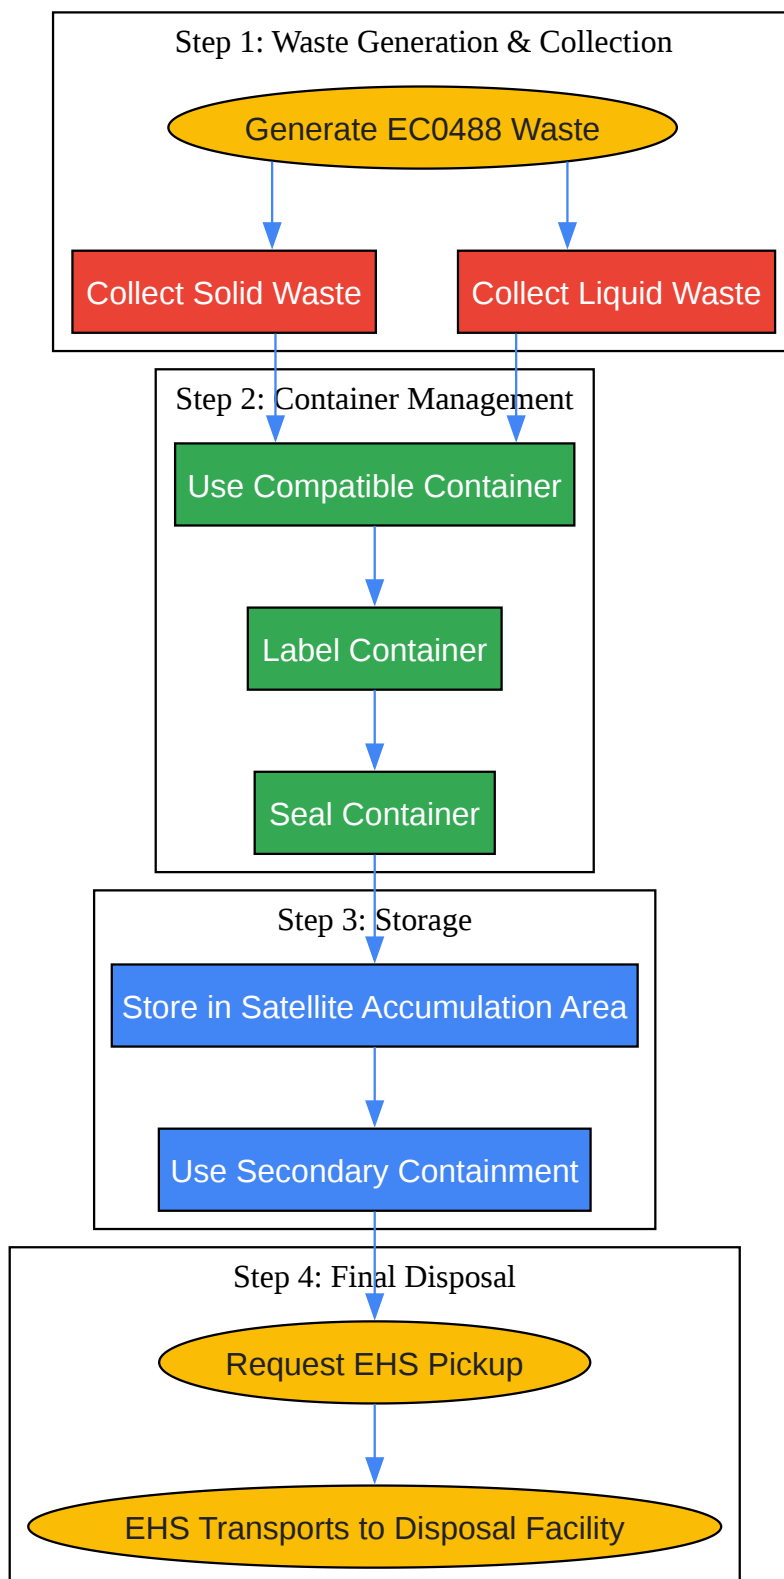 Step 1: Waste Generation & Collection
Generate EC0488 Waste
Collect Solid Waste
Collect Liquid Waste
Step 2: Container Management
Use Compatible Container
Label Container
Seal Container
Step 3: Storage
Store in Satellite Accumulation Area
Use Secondary Containment
Step 4: Final Disposal
Request EHS Pickup
EHS Transports to Disposal Facility